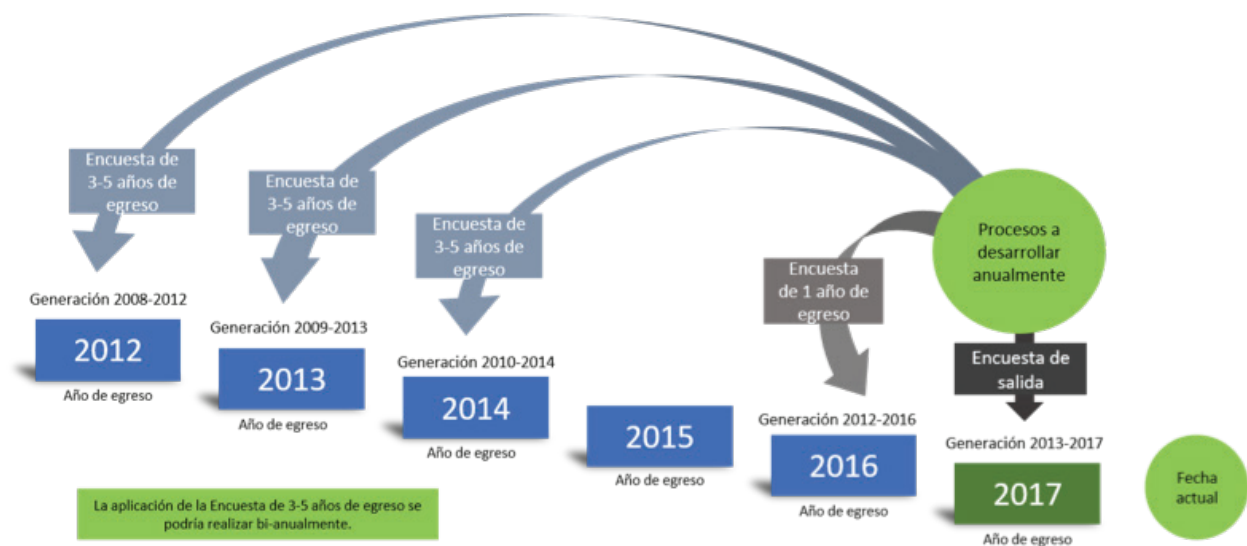 Encuesta de
3-5 años de
egreso
Generación 2008-2012
2012
Año de egreso
Encuesta de
3-5 años de
egreso
Generación 2009-2013
2013
Año de egreso
Encuesta de
3-5 años de
egreso
Generación 2010-2014
2014
Año de egreso
2015
Año de egreso
Encuesta
de 1 año de
egreso
Generación 2012-2016
2016
Año de egreso
Procesos a
desarrollar
anualmente
Encuesta de
salida
Generación 2013-2017
2017
Año de egreso
Fecha
actual
La aplicación de la Encuesta de 3-5 años de egreso se
podría realizar bi-anualmente.